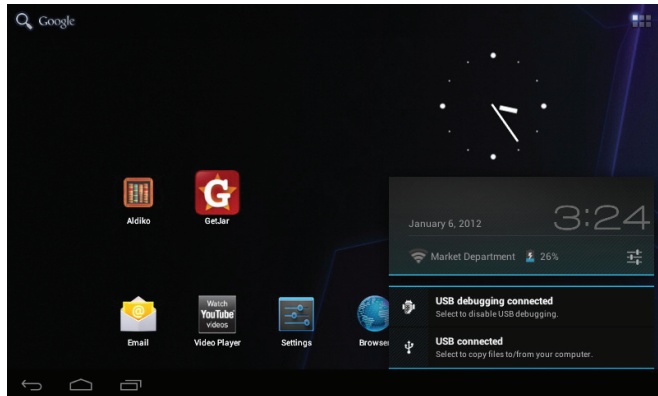 Google
Aldiko
G
GetJar
January 6, 2012
3:24
Market Department
26%
Email
Watch
YouTube
videos
Video Player
Settings
Browser
USB debugging connected
Select to disable USB debugging.
USB connected
Select to copy files to/from your computer.